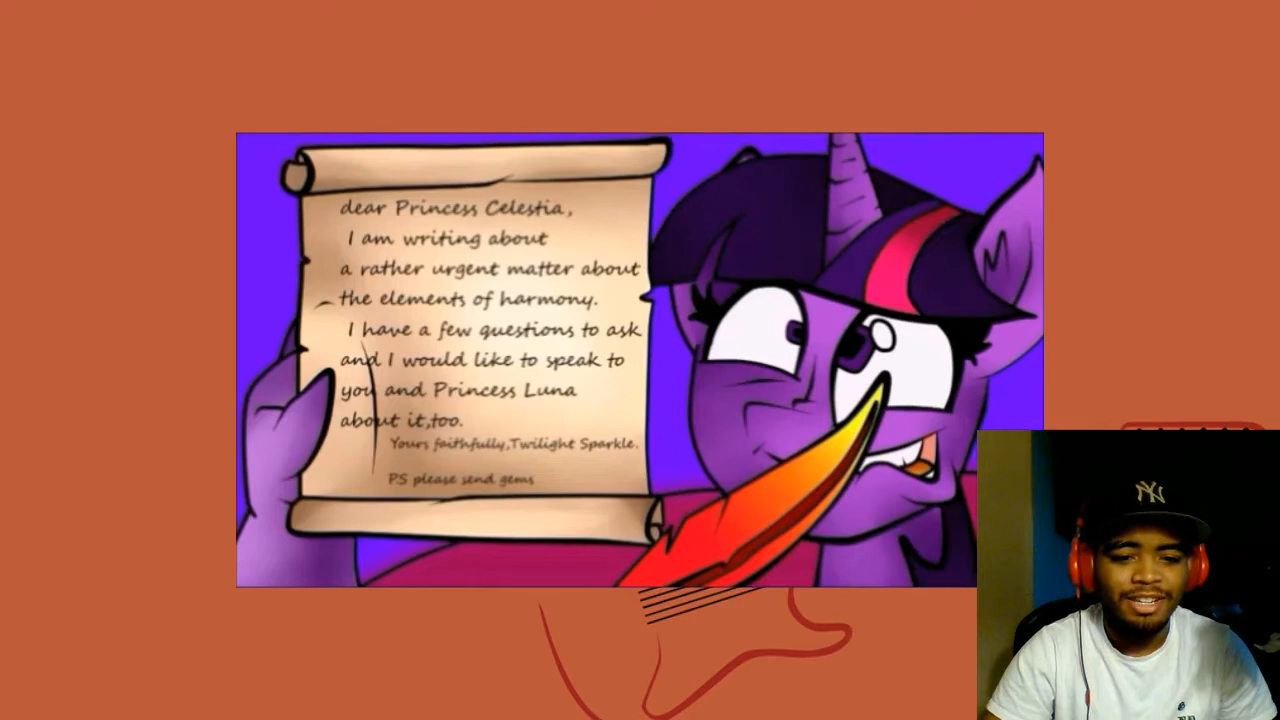 dear Princess Celestia,
I am writing about
a rather urgent matter about
the elements of harmony.
I have a few questions to ask
and I would like to speak to
you and Princess Luna
about it,too.
Yours faithfully,Twilight Sparkle.
PS please send gems
NY